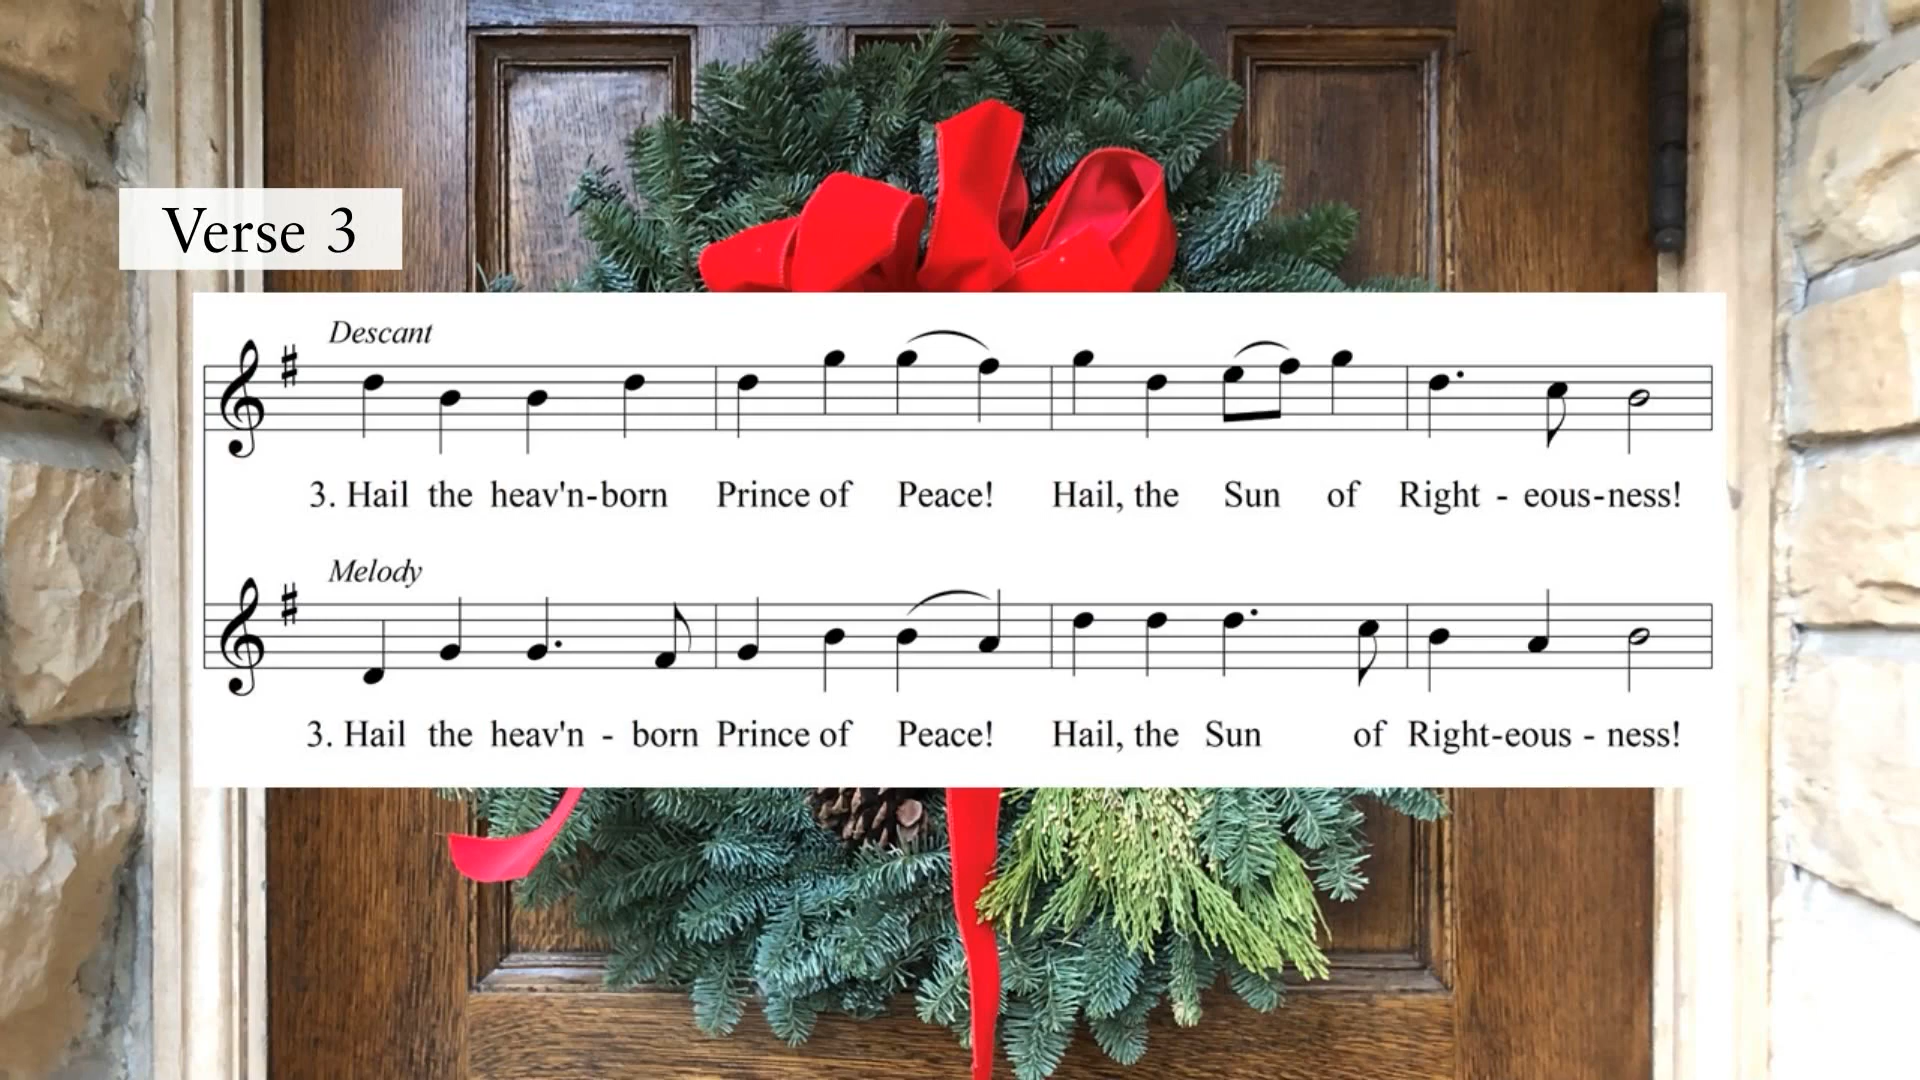 Verse 3
Descant
3. Hail the heav'n-born Prince of Peace! Hail, the Sun of Right - eous-ness!
Melody
3. Hail the heav'n - born Prince of Peace! Hail, the Sun of Right-eous - ness!